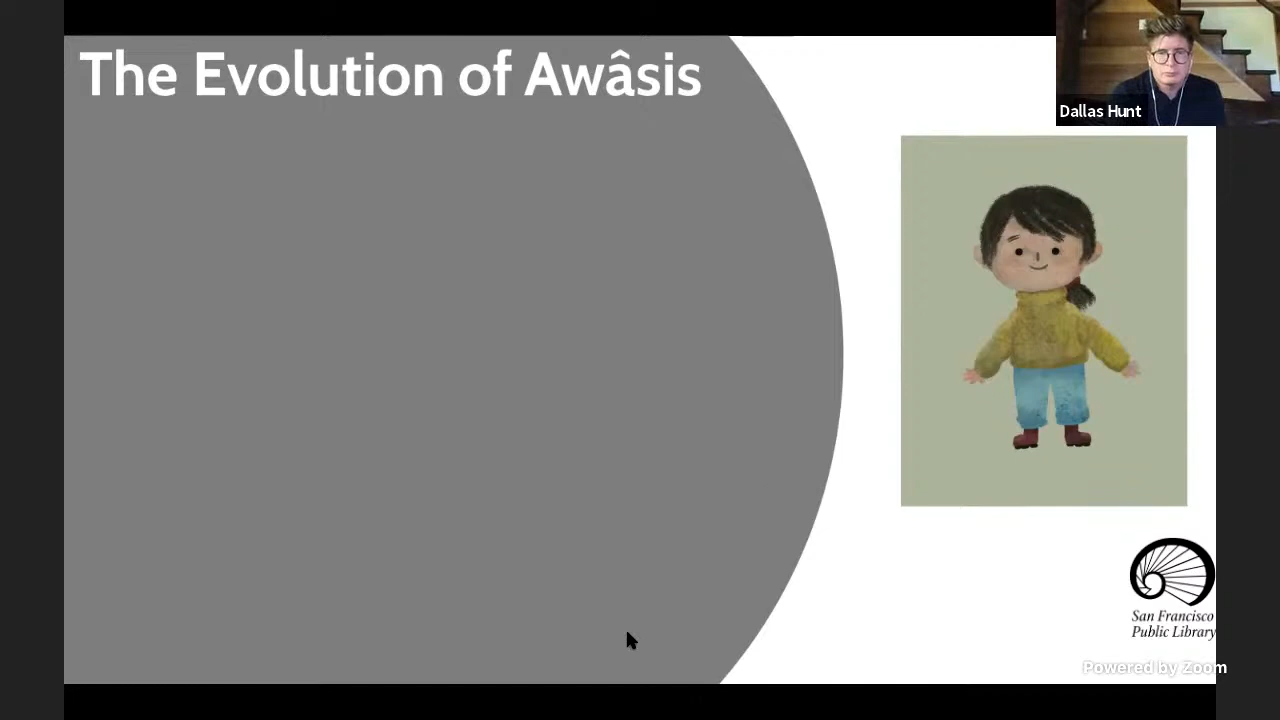 The Evolution of Awâsis
Dallas Hunt
San Francisco
Public Library
Powered by Zoom